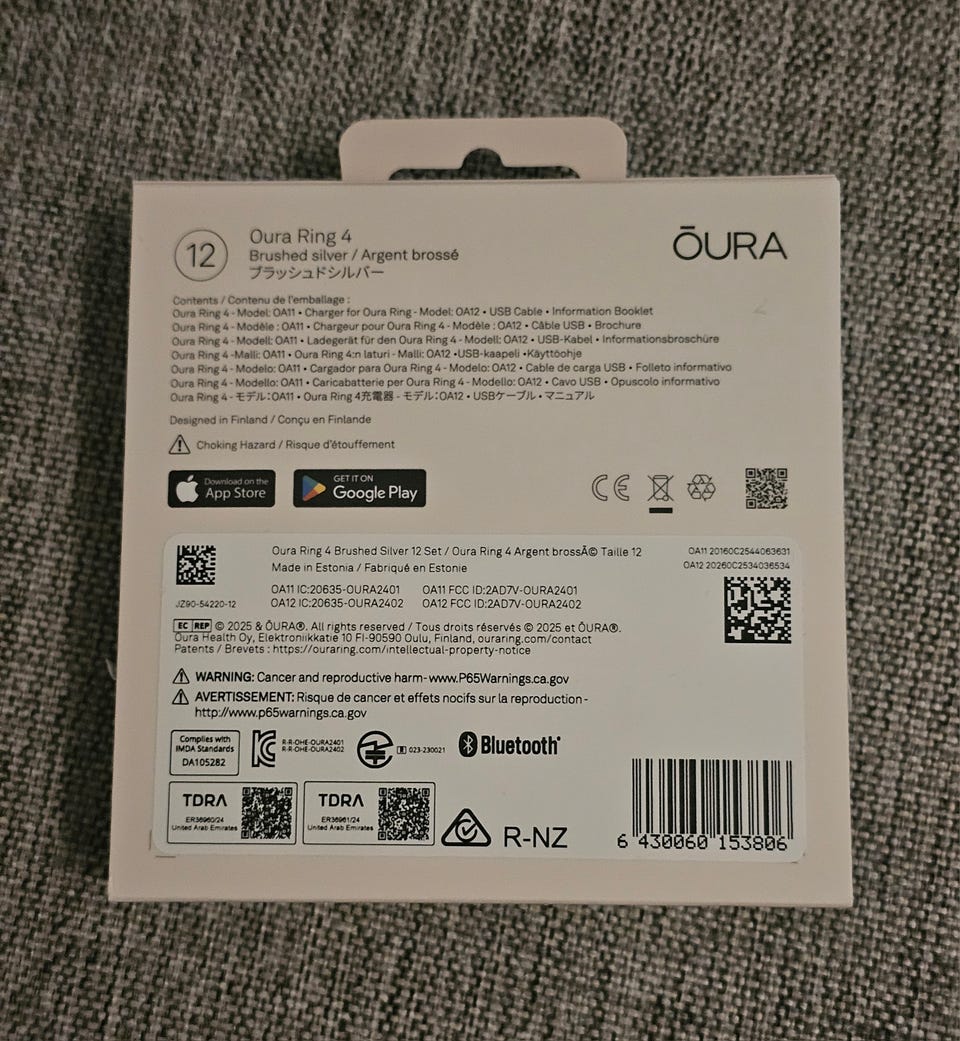 12
Oura Ring 4
Brushed silver / Argent brossé
ブラッシュドシルバー
ŌURA
Contents / Contenu de l'emballage :
Oura Ring 4 - Model: OA11 • Charger for Oura Ring - Model: OA12 • USB Cable • Information Booklet
Oura Ring 4 - Modèle : OA11 • Chargeur pour Oura Ring 4 - Modèle : OA12 • Câble USB • Brochure
Oura Ring 4 - Modell: OA11 • Ladegerät für den Oura Ring 4 - Modell: OA12 • USB-Kabel • Informationsbroschüre
Oura Ring 4 -Malli: OA11 • Oura Ring 4:n laturi - Malli: OA12 •USB-kaapeli •Käyttöohje
Oura Ring 4 - Modelo: OA11 • Cargador para Oura Ring 4 - Modelo: OA12 • Cable de carga USB • Folleto informativo
Oura Ring 4 - Modello: OA11 • Caricabatterie per Oura Ring 4 - Modello: OA12 • Cavo USB • Opuscolo informativo
Oura Ring 4 - モデル：OA11 • Oura Ring 4充電器 - モデル：OA12 • USBケーブル • マニュアル
Designed in Finland / Conçu en Finlande
Choking Hazard / Risque d'étouffement
Download on the
App Store
GET IT ON
Google Play
CE
Oura Ring 4 Brushed Silver 12 Set / Oura Ring 4 Argent brossÃ© Taille 12
Made in Estonia / Fabriqué en Estonie
OA11 20160C2544063631
OA12 20260C2534036534
OA11 IC:20635-OURA2401 OA11 FCC ID:2AD7V-OURA2401
OA12 IC:20635-OURA2402 OA12 FCC ID:2AD7V-OURA2402
JZ90-54220-12
EC REP © 2025 & ŌURA®. All rights reserved / Tous droits réservés © 2025 et ŌURA®.
Oura Health Oy, Elektroniikkatie 10 FI-90590 Oulu, Finland, ouraring.com/contact
Patents / Brevets : https://ouraring.com/intellectual-property-notice
WARNING: Cancer and reproductive harm-www.P65Warnings.ca.gov
AVERTISSEMENT: Risque de cancer et effets nocifs sur la reproduction-
http://www.p65warnings.ca.gov
Complies with
IMDA Standards
DA105282
R-R-OHE-OURA2401
R-R-OHE-OURA2402
R 023-230021
Bluetooth®
TDRA
ER36960/24
United Arab Emirates
TDRA
ER36961/24
United Arab Emirates
R-NZ
6 430060 153806